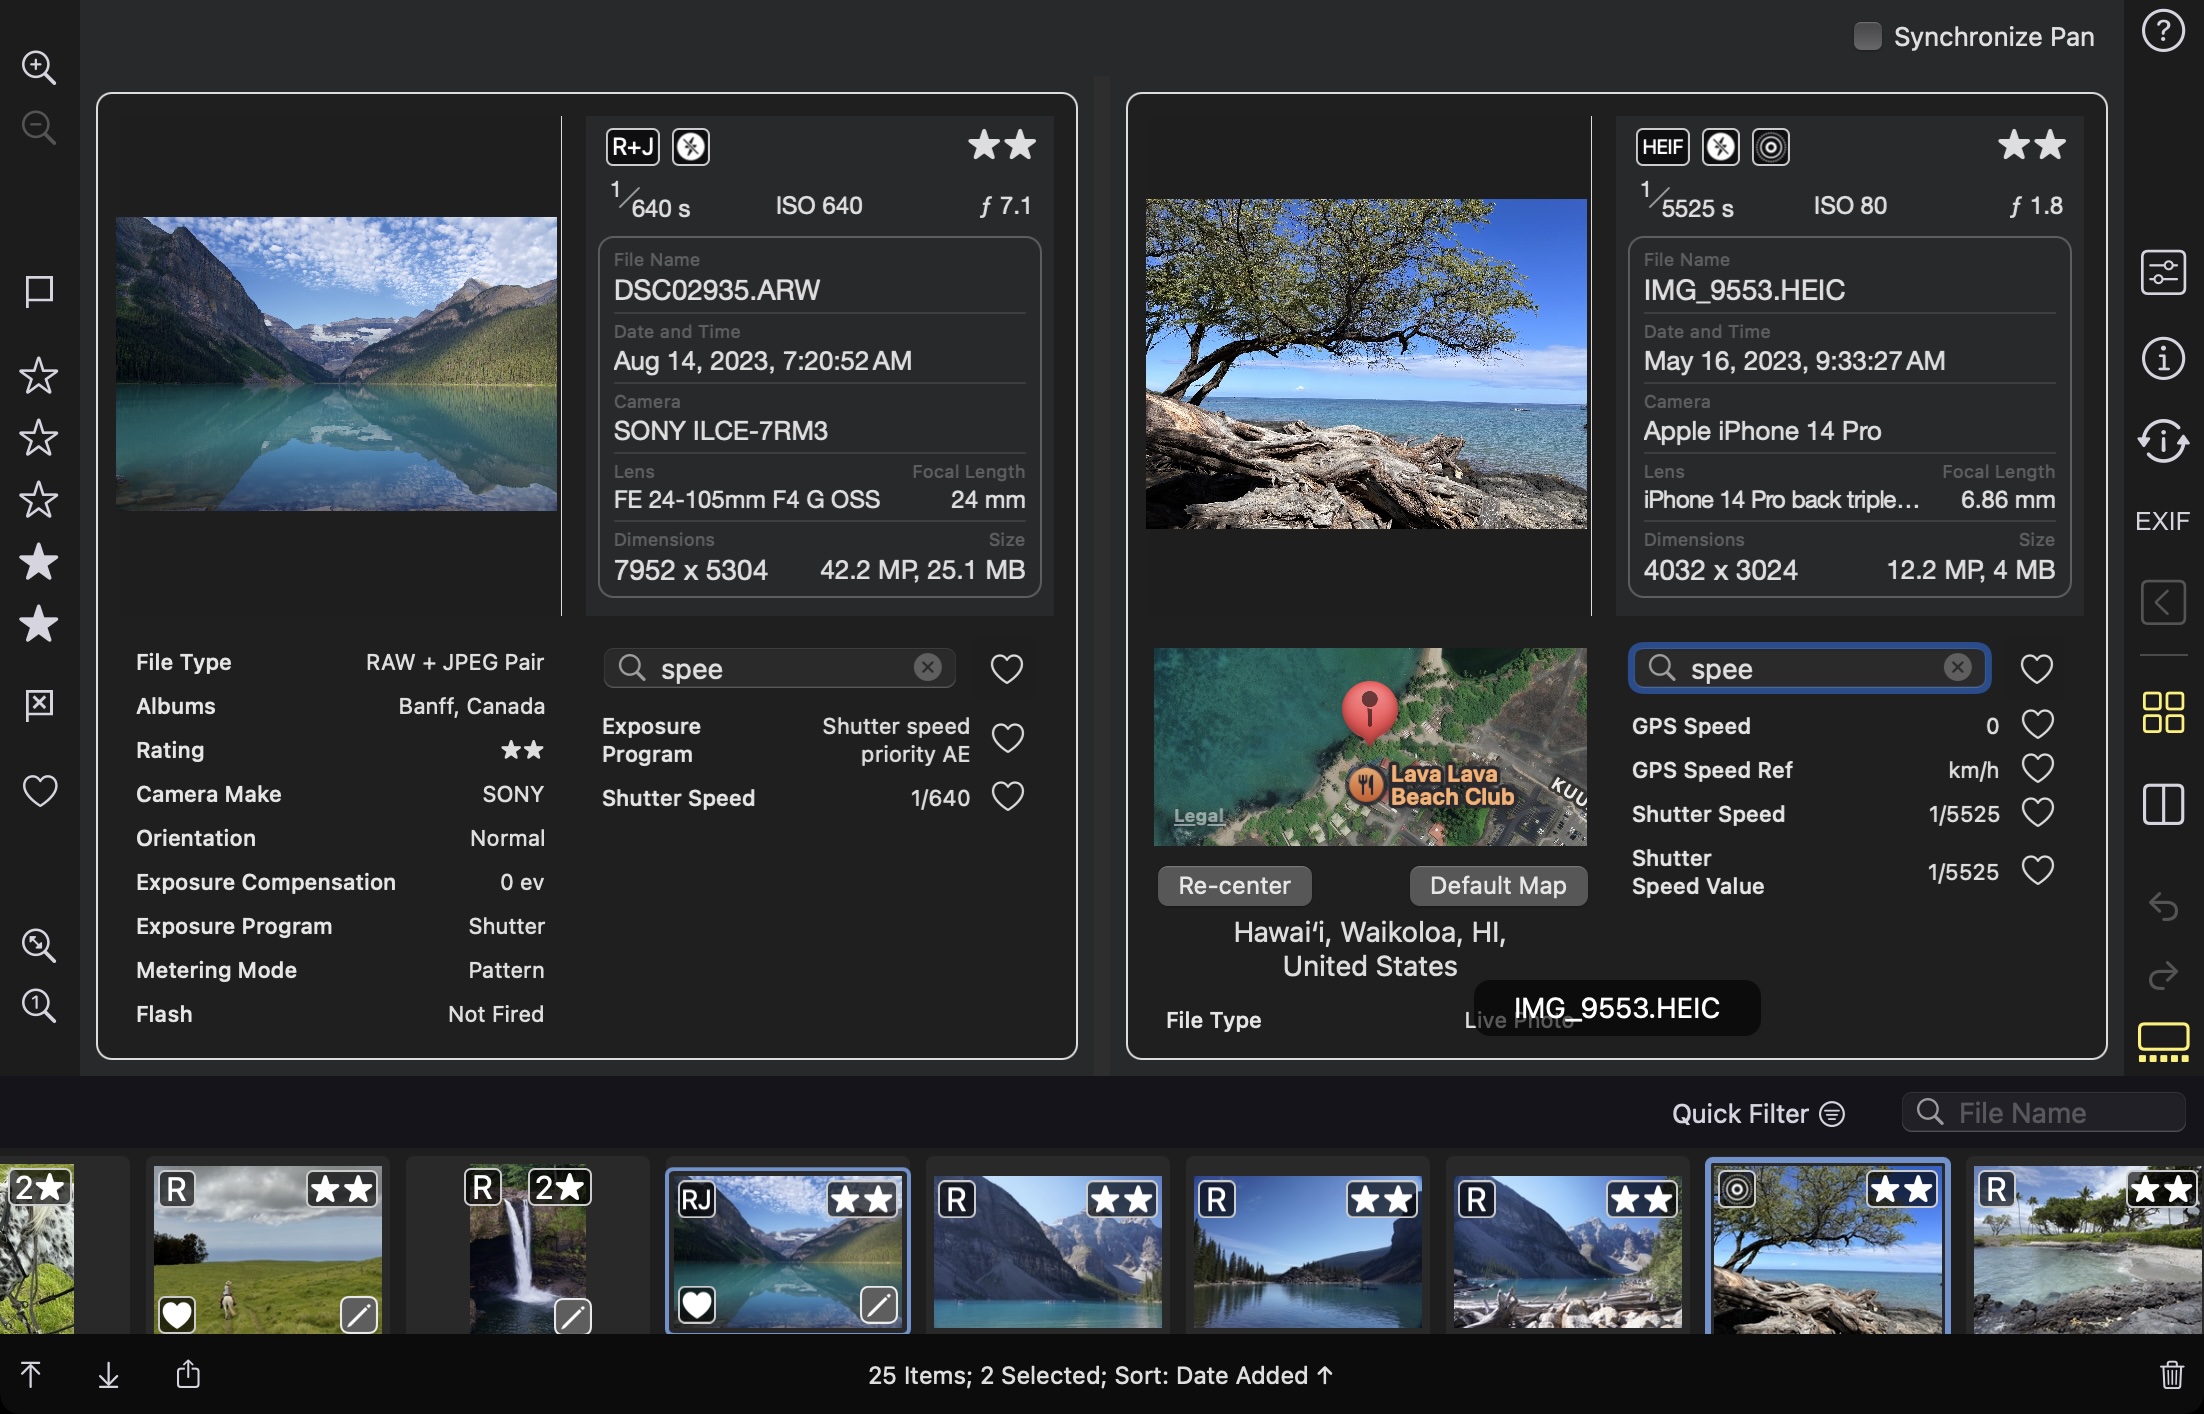 Synchronize Pan
?
R+J
1/640 s ISO 640 ƒ 7.1
File Name
DSC02935.ARW
Date and Time
Aug 14, 2023, 7:20:52 AM
Camera
SONY ILCE-7RM3
Lens Focal Length
FE 24-105mm F4 G OSS 24 mm
Dimensions Size
7952 x 5304 42.2 MP, 25.1 MB
File Type RAW + JPEG Pair
Albums Banff, Canada
Rating
Camera Make SONY
Orientation Normal
Exposure Compensation 0 ev
Exposure Program Shutter
Metering Mode Pattern
Flash Not Fired
spee
Exposure Shutter speed
Program priority AE
Shutter Speed 1/640
HEIF
1/5525 s ISO 80 ƒ 1.8
File Name
IMG_9553.HEIC
Date and Time
May 16, 2023, 9:33:27 AM
Camera
Apple iPhone 14 Pro
Lens Focal Length
iPhone 14 Pro back triple... 6.86 mm
Dimensions Size
4032 x 3024 12.2 MP, 4 MB
Lava Lava
Beach Club
KUU
Legal
Re-center Default Map
Hawaiʻi, Waikoloa, HI,
United States
File Type Live Photo
IMG_9553.HEIC
spee
GPS Speed 0
GPS Speed Ref km/h
Shutter Speed 1/5525
Shutter
Speed Value 1/5525
EXIF
Quick Filter File Name
2★ R ★★ R 2★ RJ ★★ R ★★ R ★★ R ★★ ★★ R ★★
25 Items; 2 Selected; Sort: Date Added ↑